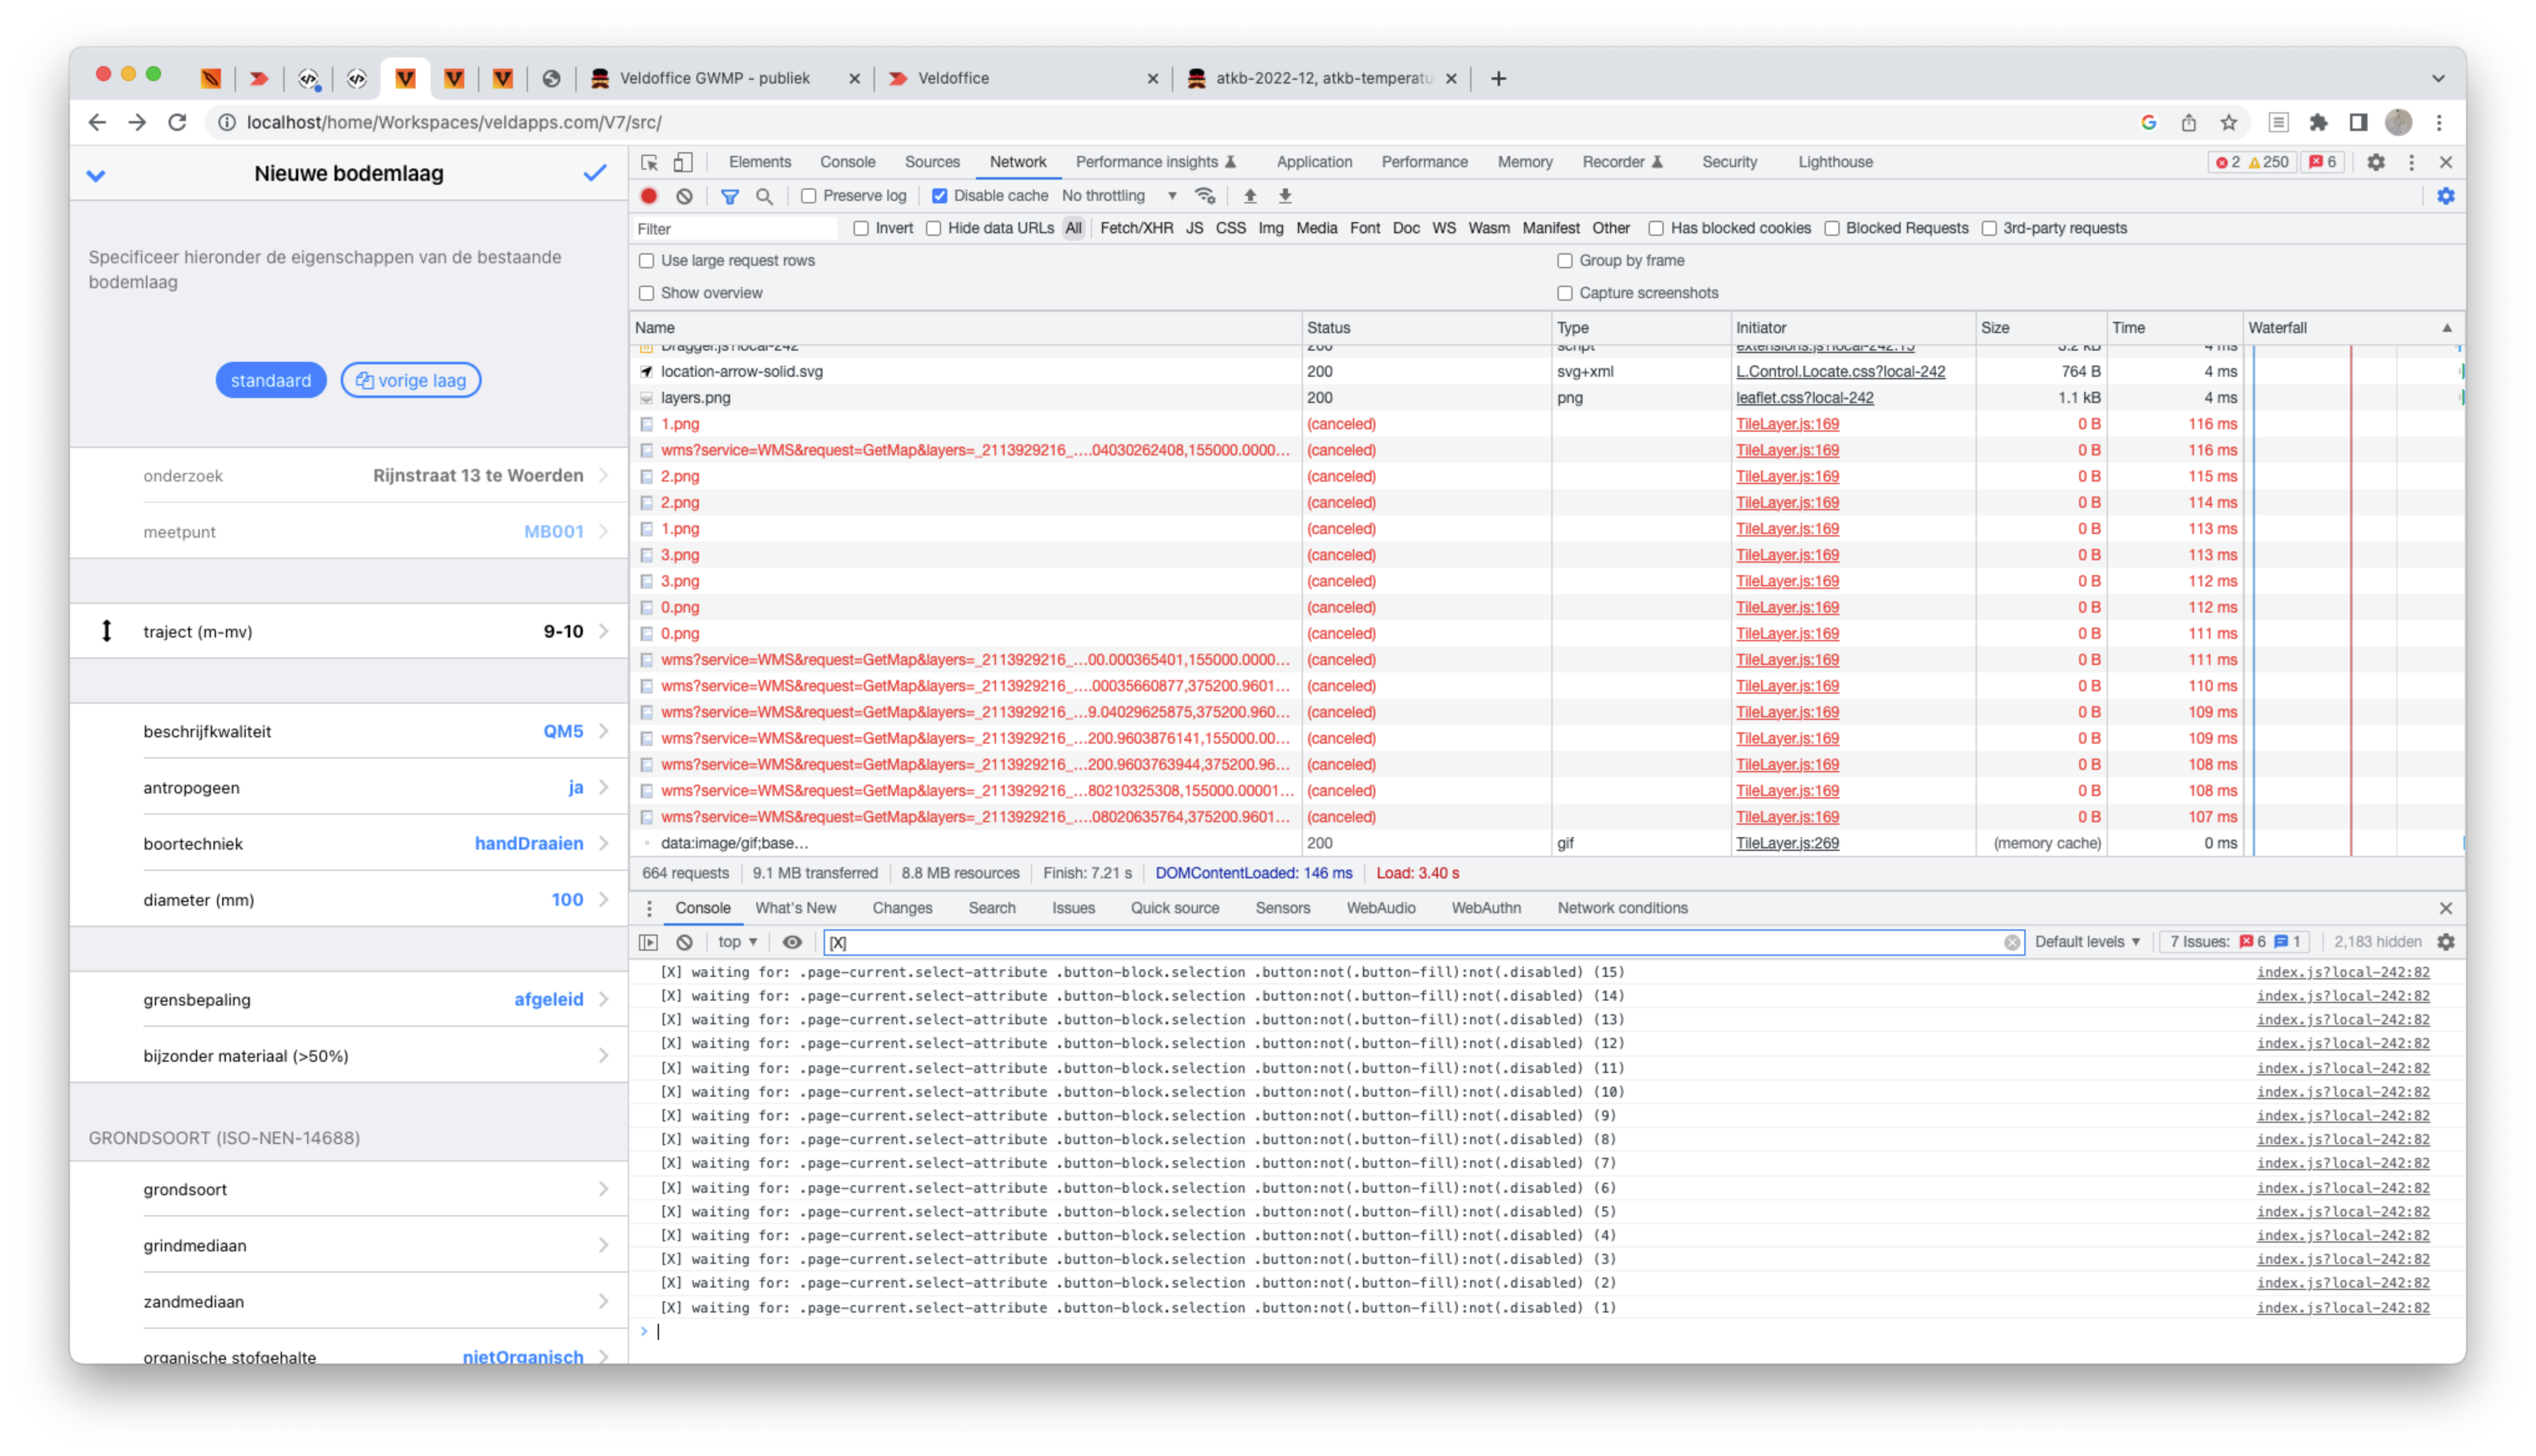 Veldoffice GWMP - publiek
Veldoffice
atkb-2022-12, atkb-temperatu
localhost/home/Workspaces/veldapps.com/V7/src/
Nieuwe bodemlaag
Specificeer hieronder de eigenschappen van de bestaande
bodemlaag
standaard
vorige laag
onderzoek Rijnstraat 13 te Woerden
meetpunt MB001
traject (m-mv) 9-10
beschrijfkwaliteit QM5
antropogeen ja
boortechniek handDraaien
diameter (mm) 100
grensbepaling afgeleid
bijzonder materiaal (>50%)
GRONDSOORT (ISO-NEN-14688)
grondsoort
grindmediaan
zandmediaan
organische stofgehalte nietOrganisch
Elements Console Sources Network Performance insights Application Performance Memory Recorder Security Lighthouse 2 250 6
Preserve log Disable cache No throttling
Filter Invert Hide data URLs All Fetch/XHR JS CSS Img Media Font Doc WS Wasm Manifest Other Has blocked cookies Blocked Requests 3rd-party requests
Use large request rows Group by frame
Show overview Capture screenshots
Name Status Type Initiator Size Time Waterfall
Dragger.js?local-242 200 script extensions.js?local-242:15 3.2 kB 4 ms
location-arrow-solid.svg 200 svg+xml L.Control.Locate.css?local-242 764 B 4 ms
layers.png 200 png leaflet.css?local-242 1.1 kB 4 ms
1.png (canceled) TileLayer.js:169 0 B 116 ms
wms?service=WMS&request=GetMap&layers=_2113929216_....04030262408,155000.0000... (canceled) TileLayer.js:169 0 B 116 ms
2.png (canceled) TileLayer.js:169 0 B 115 ms
2.png (canceled) TileLayer.js:169 0 B 114 ms
1.png (canceled) TileLayer.js:169 0 B 113 ms
3.png (canceled) TileLayer.js:169 0 B 113 ms
3.png (canceled) TileLayer.js:169 0 B 112 ms
0.png (canceled) TileLayer.js:169 0 B 112 ms
0.png (canceled) TileLayer.js:169 0 B 111 ms
wms?service=WMS&request=GetMap&layers=_2113929216_...00.000365401,155000.0000... (canceled) TileLayer.js:169 0 B 111 ms
wms?service=WMS&request=GetMap&layers=_2113929216_....00035660877,375200.9601... (canceled) TileLayer.js:169 0 B 110 ms
wms?service=WMS&request=GetMap&layers=_2113929216_...9.04029625875,375200.960... (canceled) TileLayer.js:169 0 B 109 ms
wms?service=WMS&request=GetMap&layers=_2113929216_...200.9603876141,155000.00... (canceled) TileLayer.js:169 0 B 109 ms
wms?service=WMS&request=GetMap&layers=_2113929216_...200.9603763944,375200.96... (canceled) TileLayer.js:169 0 B 108 ms
wms?service=WMS&request=GetMap&layers=_2113929216_...80210325308,155000.00001... (canceled) TileLayer.js:169 0 B 108 ms
wms?service=WMS&request=GetMap&layers=_2113929216_....08020635764,375200.9601... (canceled) TileLayer.js:169 0 B 107 ms
data:image/gif;base... 200 gif TileLayer.js:269 (memory cache) 0 ms
664 requests 9.1 MB transferred 8.8 MB resources Finish: 7.21 s DOMContentLoaded: 146 ms Load: 3.40 s
Console What's New Changes Search Issues Quick source Sensors WebAudio WebAuthn Network conditions
top [X] Default levels 7 Issues: 6 1 2,183 hidden
[X] waiting for: .page-current.select-attribute .button-block.selection .button:not(.button-fill):not(.disabled) (15) index.js?local-242:82
[X] waiting for: .page-current.select-attribute .button-block.selection .button:not(.button-fill):not(.disabled) (14) index.js?local-242:82
[X] waiting for: .page-current.select-attribute .button-block.selection .button:not(.button-fill):not(.disabled) (13) index.js?local-242:82
[X] waiting for: .page-current.select-attribute .button-block.selection .button:not(.button-fill):not(.disabled) (12) index.js?local-242:82
[X] waiting for: .page-current.select-attribute .button-block.selection .button:not(.button-fill):not(.disabled) (11) index.js?local-242:82
[X] waiting for: .page-current.select-attribute .button-block.selection .button:not(.button-fill):not(.disabled) (10) index.js?local-242:82
[X] waiting for: .page-current.select-attribute .button-block.selection .button:not(.button-fill):not(.disabled) (9) index.js?local-242:82
[X] waiting for: .page-current.select-attribute .button-block.selection .button:not(.button-fill):not(.disabled) (8) index.js?local-242:82
[X] waiting for: .page-current.select-attribute .button-block.selection .button:not(.button-fill):not(.disabled) (7) index.js?local-242:82
[X] waiting for: .page-current.select-attribute .button-block.selection .button:not(.button-fill):not(.disabled) (6) index.js?local-242:82
[X] waiting for: .page-current.select-attribute .button-block.selection .button:not(.button-fill):not(.disabled) (5) index.js?local-242:82
[X] waiting for: .page-current.select-attribute .button-block.selection .button:not(.button-fill):not(.disabled) (4) index.js?local-242:82
[X] waiting for: .page-current.select-attribute .button-block.selection .button:not(.button-fill):not(.disabled) (3) index.js?local-242:82
[X] waiting for: .page-current.select-attribute .button-block.selection .button:not(.button-fill):not(.disabled) (2) index.js?local-242:82
[X] waiting for: .page-current.select-attribute .button-block.selection .button:not(.button-fill):not(.disabled) (1) index.js?local-242:82